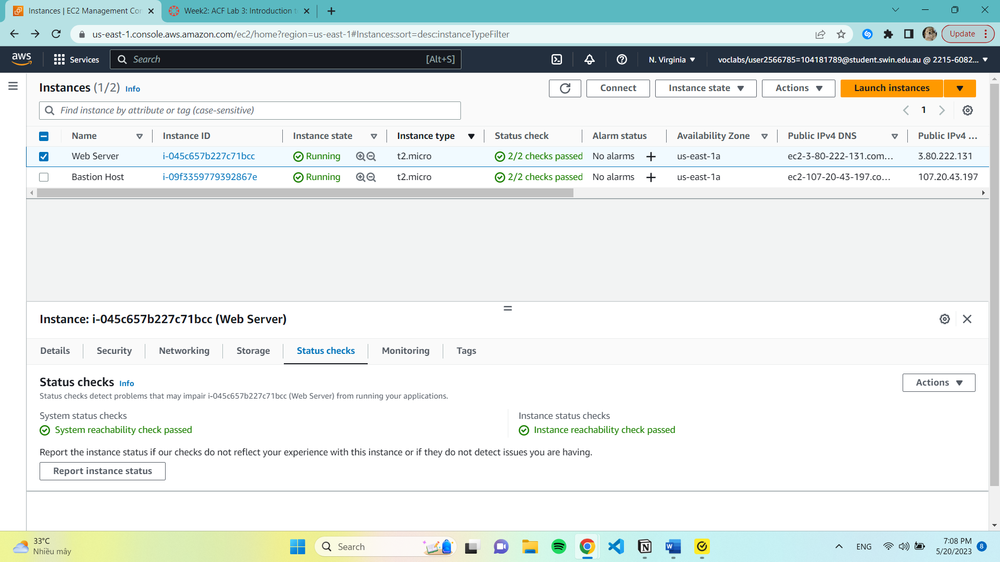 Instances | EC2 Management Con
Week2: ACF Lab 3: Introduction to
us-east-1.console.aws.amazon.com/ec2/home?region=us-east-1#Instances:sort=desc:instanceTypeFilter
Update
aws
Services
Search
[Alt+S]
N. Virginia
voclabs/user2566785=104181789@student.swin.edu.au @ 2215-6082...
Instances (1/2) Info
Connect
Instance state
Actions
Launch instances
Find instance by attribute or tag (case-sensitive)
1
Name Instance ID Instance state Instance type Status check Alarm status Availability Zone Public IPv4 DNS Public IPv4 ...
Web Server i-045c657b227c71bcc Running t2.micro 2/2 checks passed No alarms us-east-1a ec2-3-80-222-131.com... 3.80.222.131
Bastion Host i-09f3359779392867e Running t2.micro 2/2 checks passed No alarms us-east-1a ec2-107-20-43-197.co... 107.20.43.197
Instance: i-045c657b227c71bcc (Web Server)
Details Security Networking Storage Status checks Monitoring Tags
Status checks Info
Actions
Status checks detect problems that may impair i-045c657b227c71bcc (Web Server) from running your applications.
System status checks
System reachability check passed
Instance status checks
Instance reachability check passed
Report the instance status if our checks do not reflect your experience with this instance or if they do not detect issues you are having.
Report instance status
33°C
Nhiều mây
Search
ENG
7:08 PM
5/20/2023
8